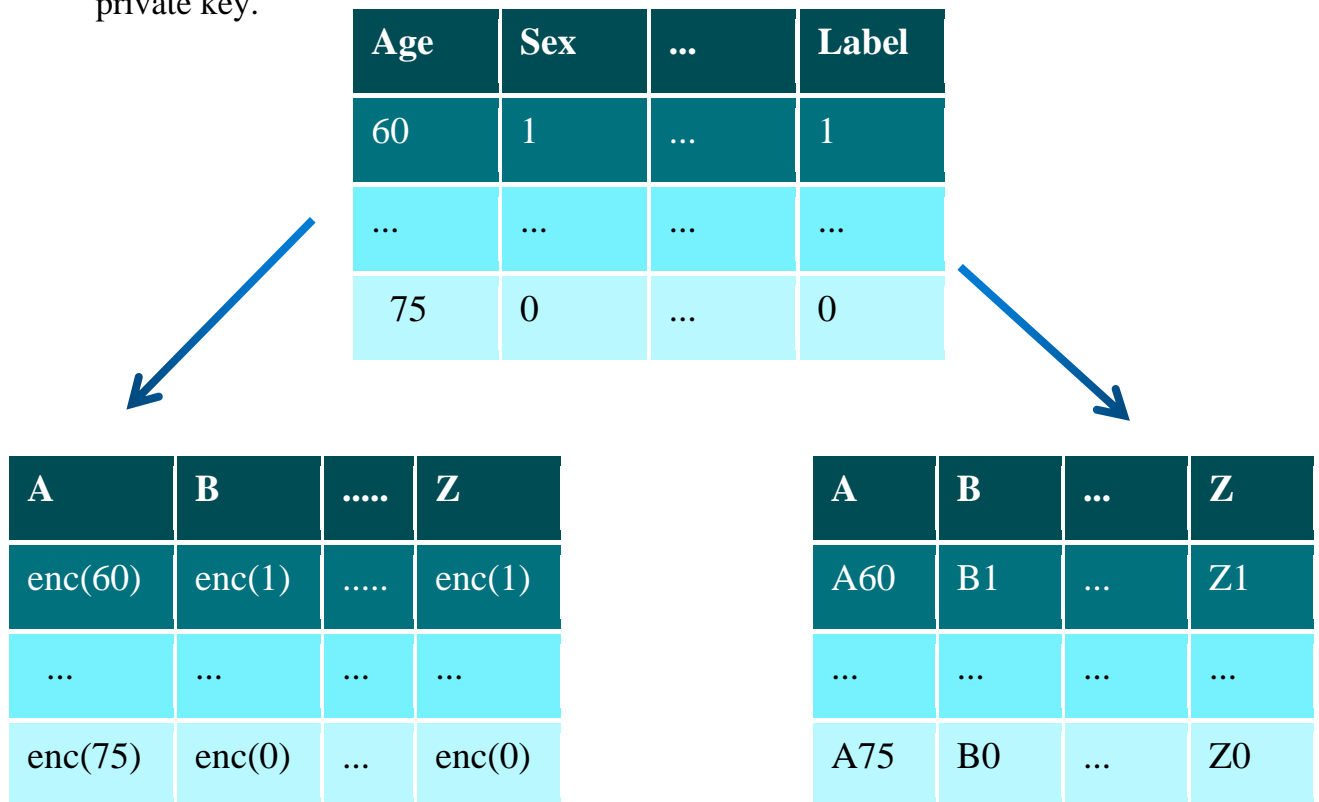 private key.
Age Sex ... Label
60 1 ... 1
... ... ... ...
75 0 ... 0
A B ..... Z
enc(60) enc(1) ..... enc(1)
... ... ... ...
enc(75) enc(0) ... enc(0)
A B ... Z
A60 B1 ... Z1
... ... ... ...
A75 B0 ... Z0